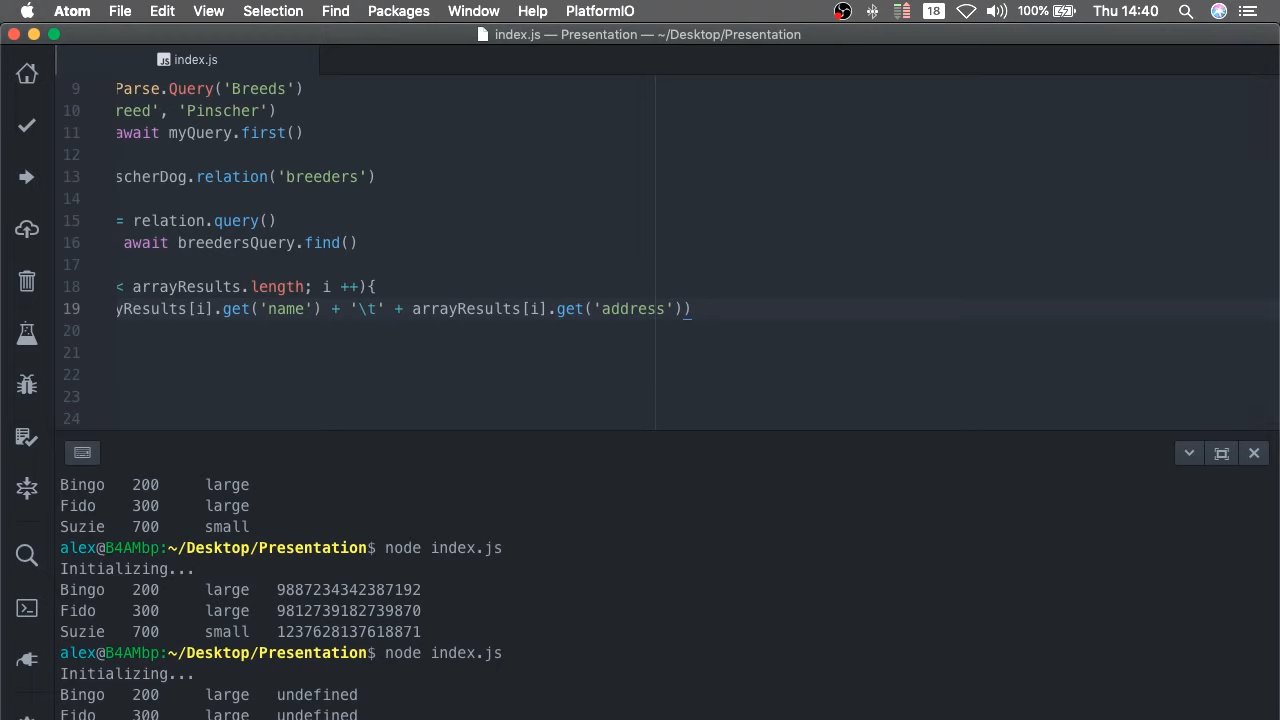 Atom File Edit View Selection Find Packages Window Help PlatformIO 18 100% Thu 14:40
index.js — Presentation — ~/Desktop/Presentation
JS index.js
9 Parse.Query('Breeds')
10 reed', 'Pinscher')
11 await myQuery.first()
12
13 scherDog.relation('breeders')
14
15 = relation.query()
16 await breedersQuery.find()
17
18 < arrayResults.length; i ++){
19 yResults[i].get('name') + '\t' + arrayResults[i].get('address'))
20
21
22
23
24
Bingo 200 large
Fido 300 large
Suzie 700 small
alex@B4AMbp:~/Desktop/Presentation$ node index.js
Initializing...
Bingo 200 large 9887234342387192
Fido 300 large 9812739182739870
Suzie 700 small 1237628137618871
alex@B4AMbp:~/Desktop/Presentation$ node index.js
Initializing...
Bingo 200 large undefined
Fido 300 large undefined